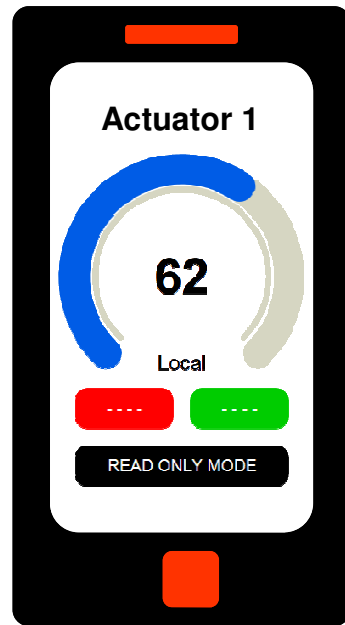 Actuator 1
62
Local
---- ----
READ ONLY MODE